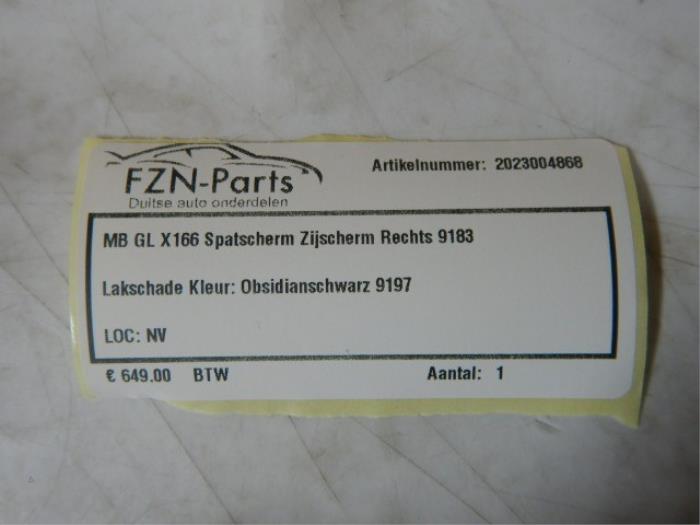 FZN-Parts
Duitse auto onderdelen
Artikelnummer: 2023004868
MB GL X166 Spatscherm Zijscherm Rechts 9183
Lakschade Kleur: Obsidianschwarz 9197
LOC: NV
€ 649.00 BTW Aantal: 1